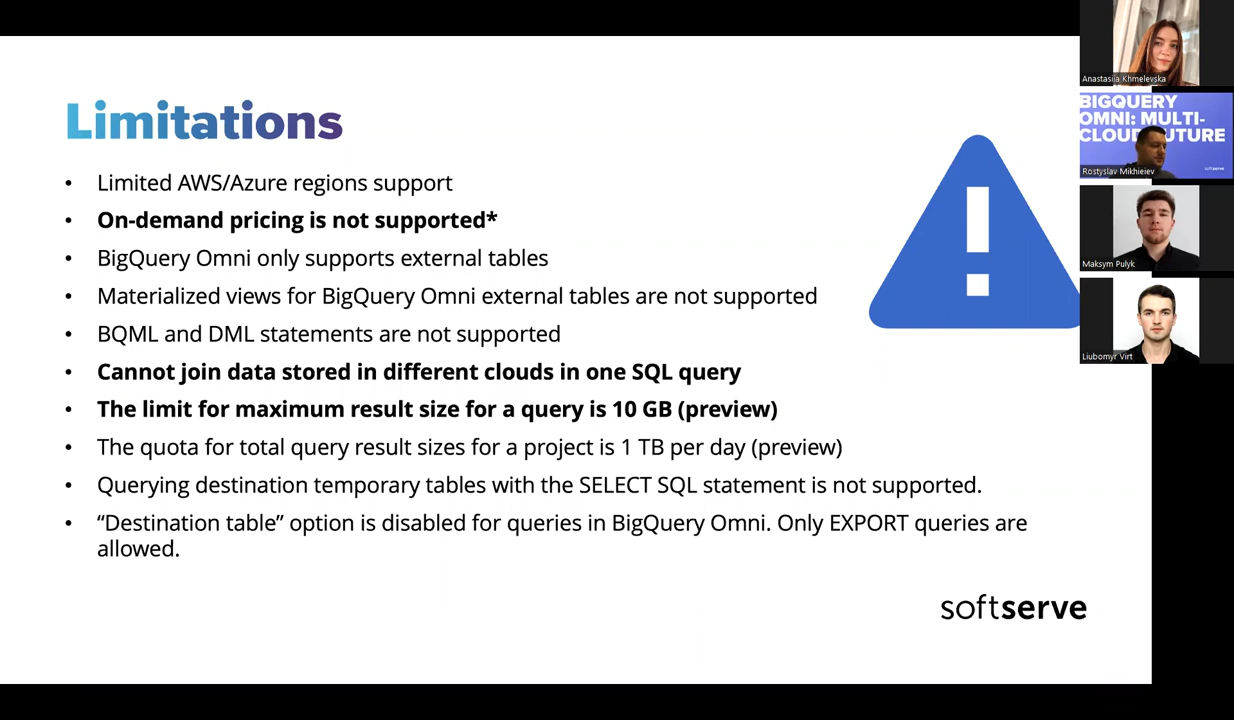 Limitations
• Limited AWS/Azure regions support
• On-demand pricing is not supported*
• BigQuery Omni only supports external tables
• Materialized views for BigQuery Omni external tables are not supported
• BQML and DML statements are not supported
• Cannot join data stored in different clouds in one SQL query
• The limit for maximum result size for a query is 10 GB (preview)
• The quota for total query result sizes for a project is 1 TB per day (preview)
• Querying destination temporary tables with the SELECT SQL statement is not supported.
• “Destination table” option is disabled for queries in BigQuery Omni. Only EXPORT queries are
allowed.
softserve
Anastasiia Khmelevska
BIGQUERY
OMNI: MULTI-
CLOUD UTURE
softserve
Rostyslav Mikhieiev
Maksym Pulyk
Liubomyr Virt